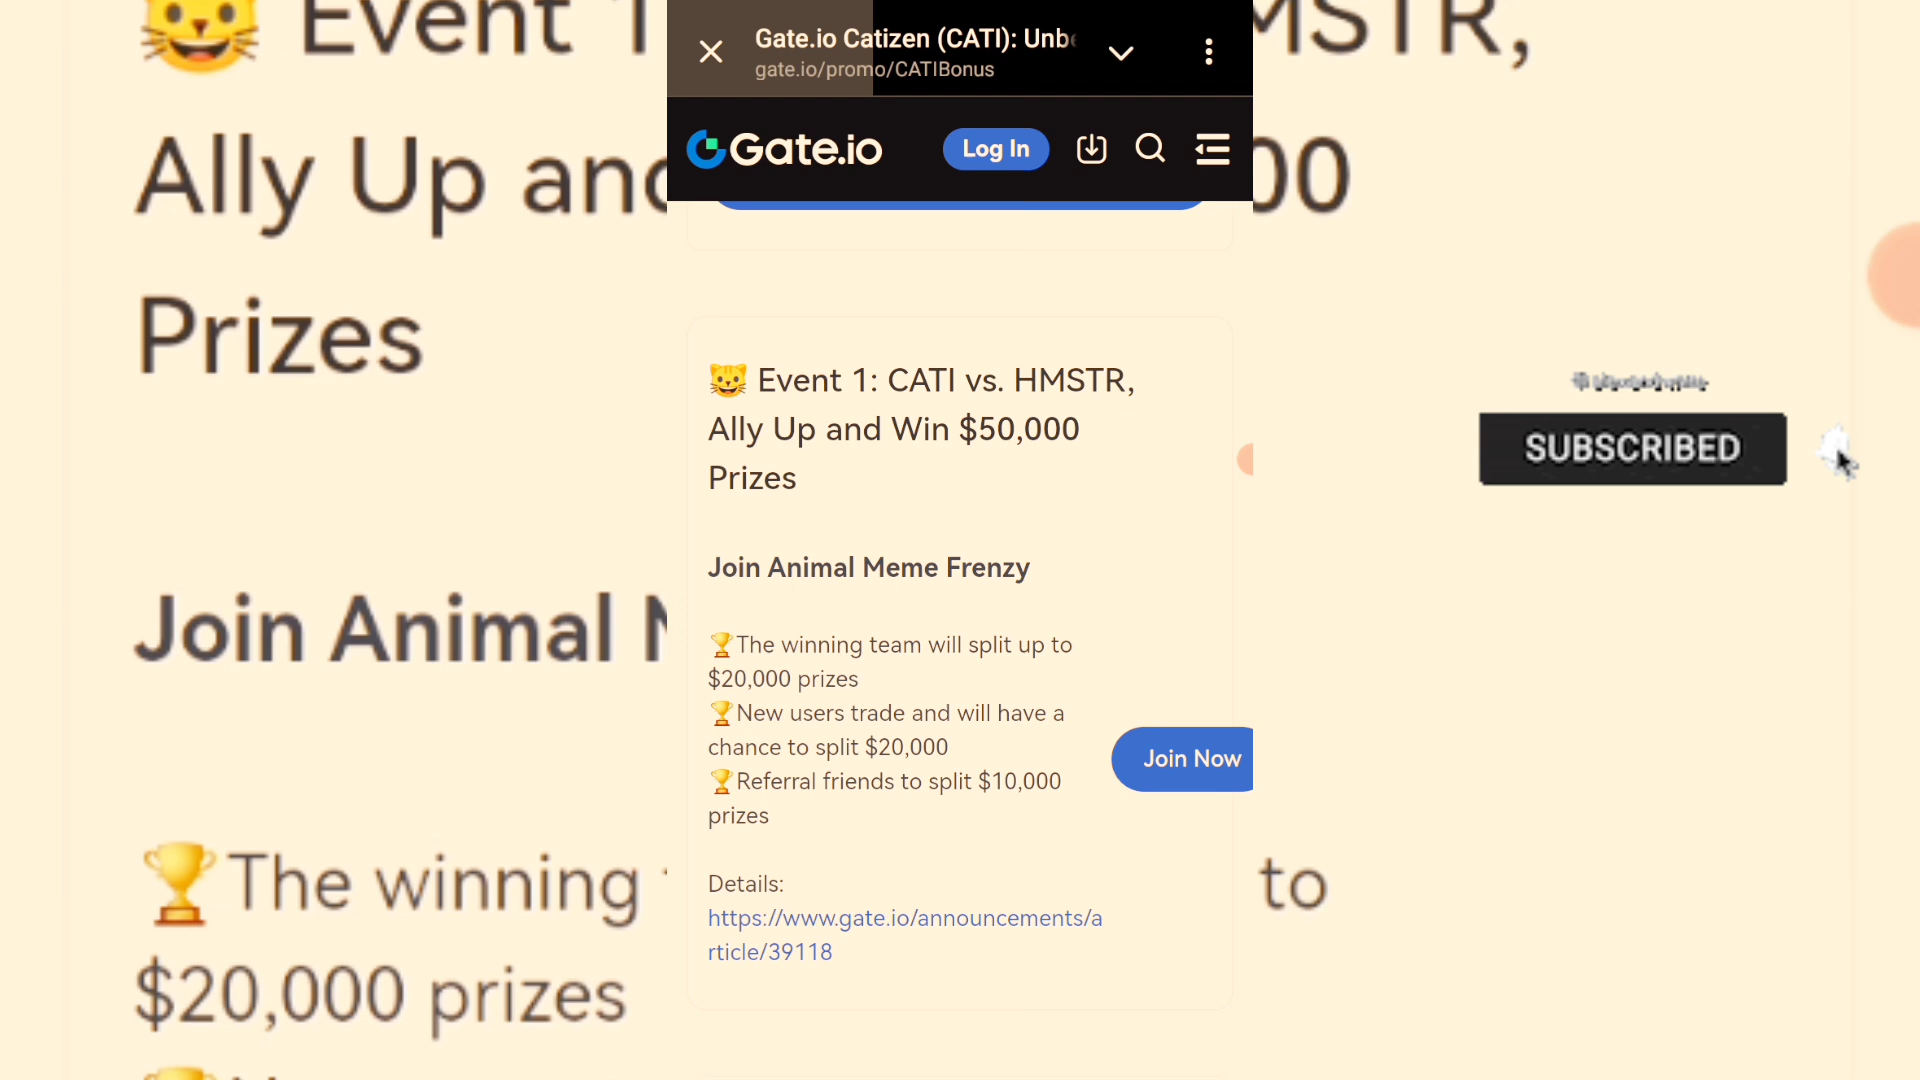 Event 1
MSTR,
Ally Up and
00
Prizes
Join Animal
The winning
to
$20,000 prizes
Gate.io Catizen (CATI): Unb
gate.io/promo/CATIBonus
Gate.io
Log In
😺 Event 1: CATI vs. HMSTR,
Ally Up and Win $50,000
Prizes
Join Animal Meme Frenzy
🏆The winning team will split up to
$20,000 prizes
🏆New users trade and will have a
chance to split $20,000
🏆Referral friends to split $10,000
prizes
Join Now
Details:
https://www.gate.io/announcements/a
rticle/39118
SUBSCRIBED